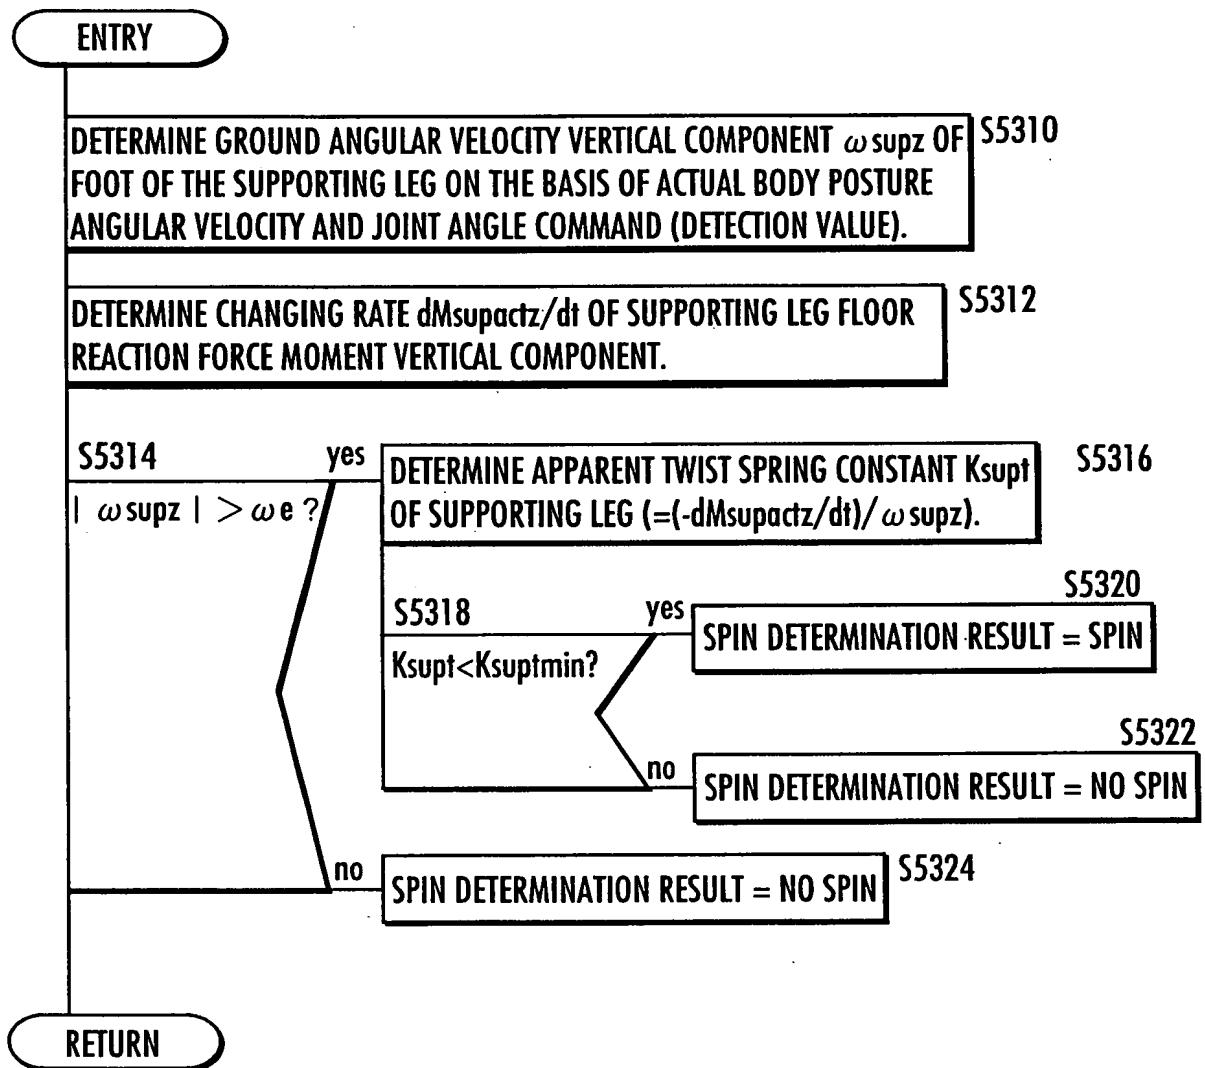 ENTRY
DETERMINE GROUND ANGULAR VELOCITY VERTICAL COMPONENT ω supz OF
FOOT OF THE SUPPORTING LEG ON THE BASIS OF ACTUAL BODY POSTURE
ANGULAR VELOCITY AND JOINT ANGLE COMMAND (DETECTION VALUE).
S5310
DETERMINE CHANGING RATE dMsupactz/dt OF SUPPORTING LEG FLOOR
REACTION FORCE MOMENT VERTICAL COMPONENT.
S5312
S5314
| ω supz | > ω e ?
yes
DETERMINE APPARENT TWIST SPRING CONSTANT Ksupt
OF SUPPORTING LEG (=(-dMsupactz/dt)/ ω supz).
S5316
S5318
Ksupt<Ksuptmin?
yes
S5320
SPIN DETERMINATION RESULT = SPIN
S5322
no
SPIN DETERMINATION RESULT = NO SPIN
no
SPIN DETERMINATION RESULT = NO SPIN
S5324
RETURN